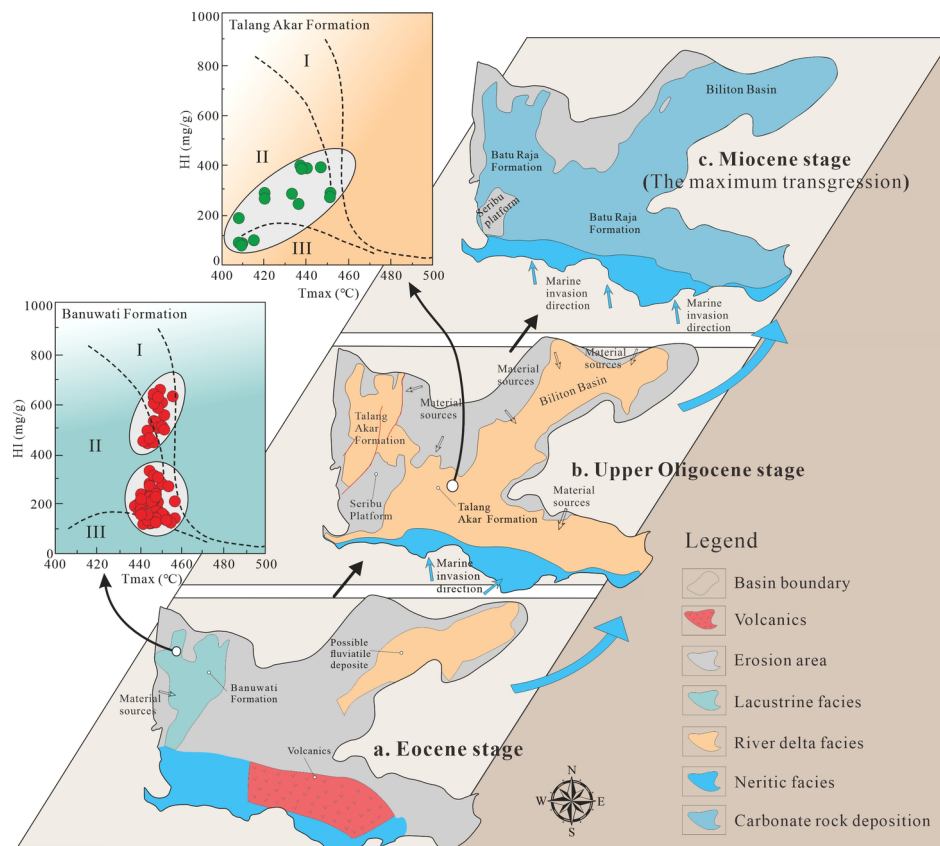 Talang Akar Formation
HI (mg/g)
1000
800
600
400
200
0
I
II
III
400
420
440
460
480
500
Tmax (℃)
Banuwati Formation
HI (mg/g)
1000
800
600
400
200
0
I
II
III
400
420
440
460
480
500
Tmax (℃)
Biliton Basin
Batu Raja
Formation
c. Miocene stage
(The maximum transgression)
Seribu
platform
Batu Raja
Formation
Marine
invasion
direction
Marine
invasion
direction
Material
sources
Material
sources
Material
sources
Biliton Basin
Talang
Akar
Formation
b. Upper Oligocene stage
Seribu
Platform
Talang
Akar Formation
Material
sources
Marine
invasion
direction
Possible
fluviatile
deposite
Material
sources
Banuwati
Formation
Volcanics
a. Eocene stage
N
W
E
S
Legend
Basin boundary
Volcanics
Erosion area
Lacustrine facies
River delta facies
Neritic facies
Carbonate rock deposition